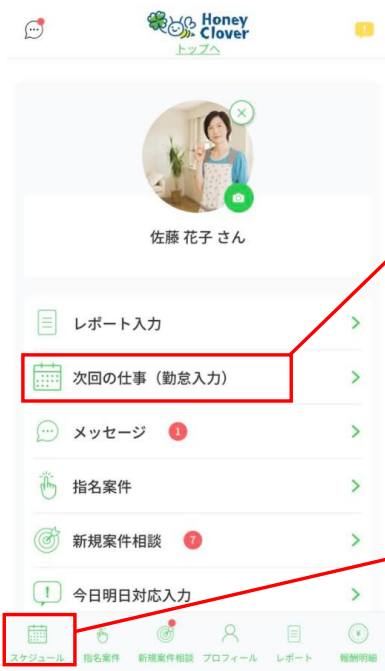 Honey
Clover
トップへ
佐藤 花子 さん
レポート入力
次回の仕事（勤怠入力）
メッセージ 1
指名案件
新規案件相談 7
今日明日対応入力
スケジュール 指名案件 新規案件相談 プロフィール レポート 報酬明細